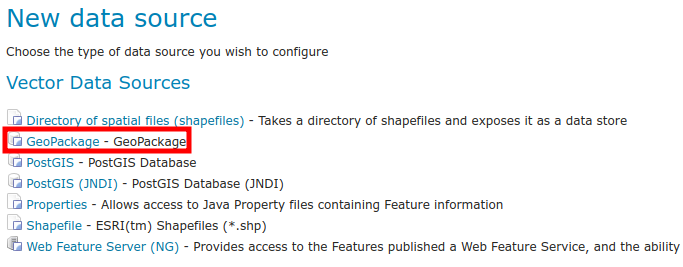 New data source
Choose the type of data source you wish to configure
Vector Data Sources
Directory of spatial files (shapefiles) - Takes a directory of shapefiles and exposes it as a data store
GeoPackage - GeoPackage
PostGIS - PostGIS Database
PostGIS (JNDI) - PostGIS Database (JNDI)
Properties - Allows access to Java Property files containing Feature information
Shapefile - ESRI(tm) Shapefiles (*.shp)
Web Feature Server (NG) - Provides access to the Features published a Web Feature Service, and the ability